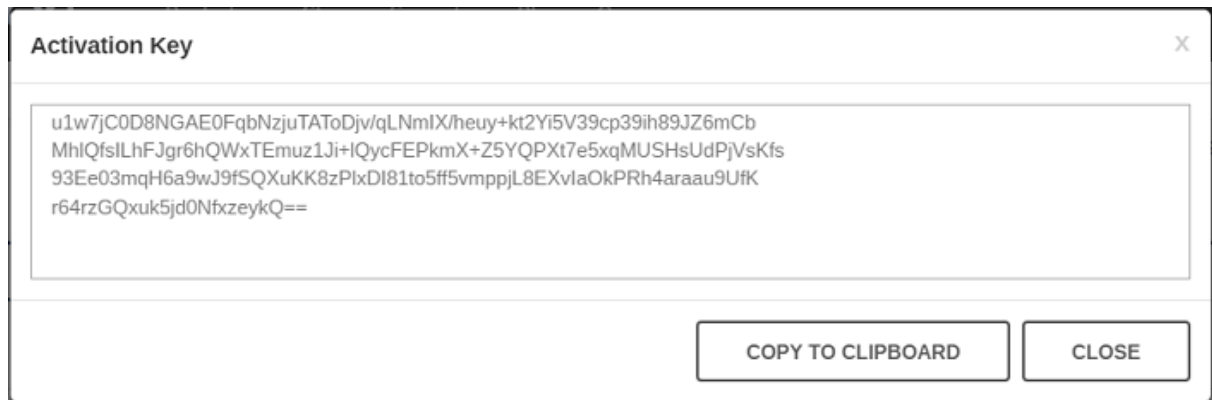 Activation Key
X
u1w7jC0D8NGAE0FqbNzjuTAToDjv/qLNmIX/heuy+kt2Yi5V39cp39ih89JZ6mCb
MhlQfsILhFJgr6hQWxTEmuz1Ji+lQycFEPkmX+Z5YQPXt7e5xqMUSHsUdPjVsKfs
93Ee03mqH6a9wJ9fSQXuKK8zPlxDI81to5ff5vmppjL8EXvIaOkPRh4araau9UfK
r64rzGQxuk5jd0NfxzeykQ==
COPY TO CLIPBOARD
CLOSE